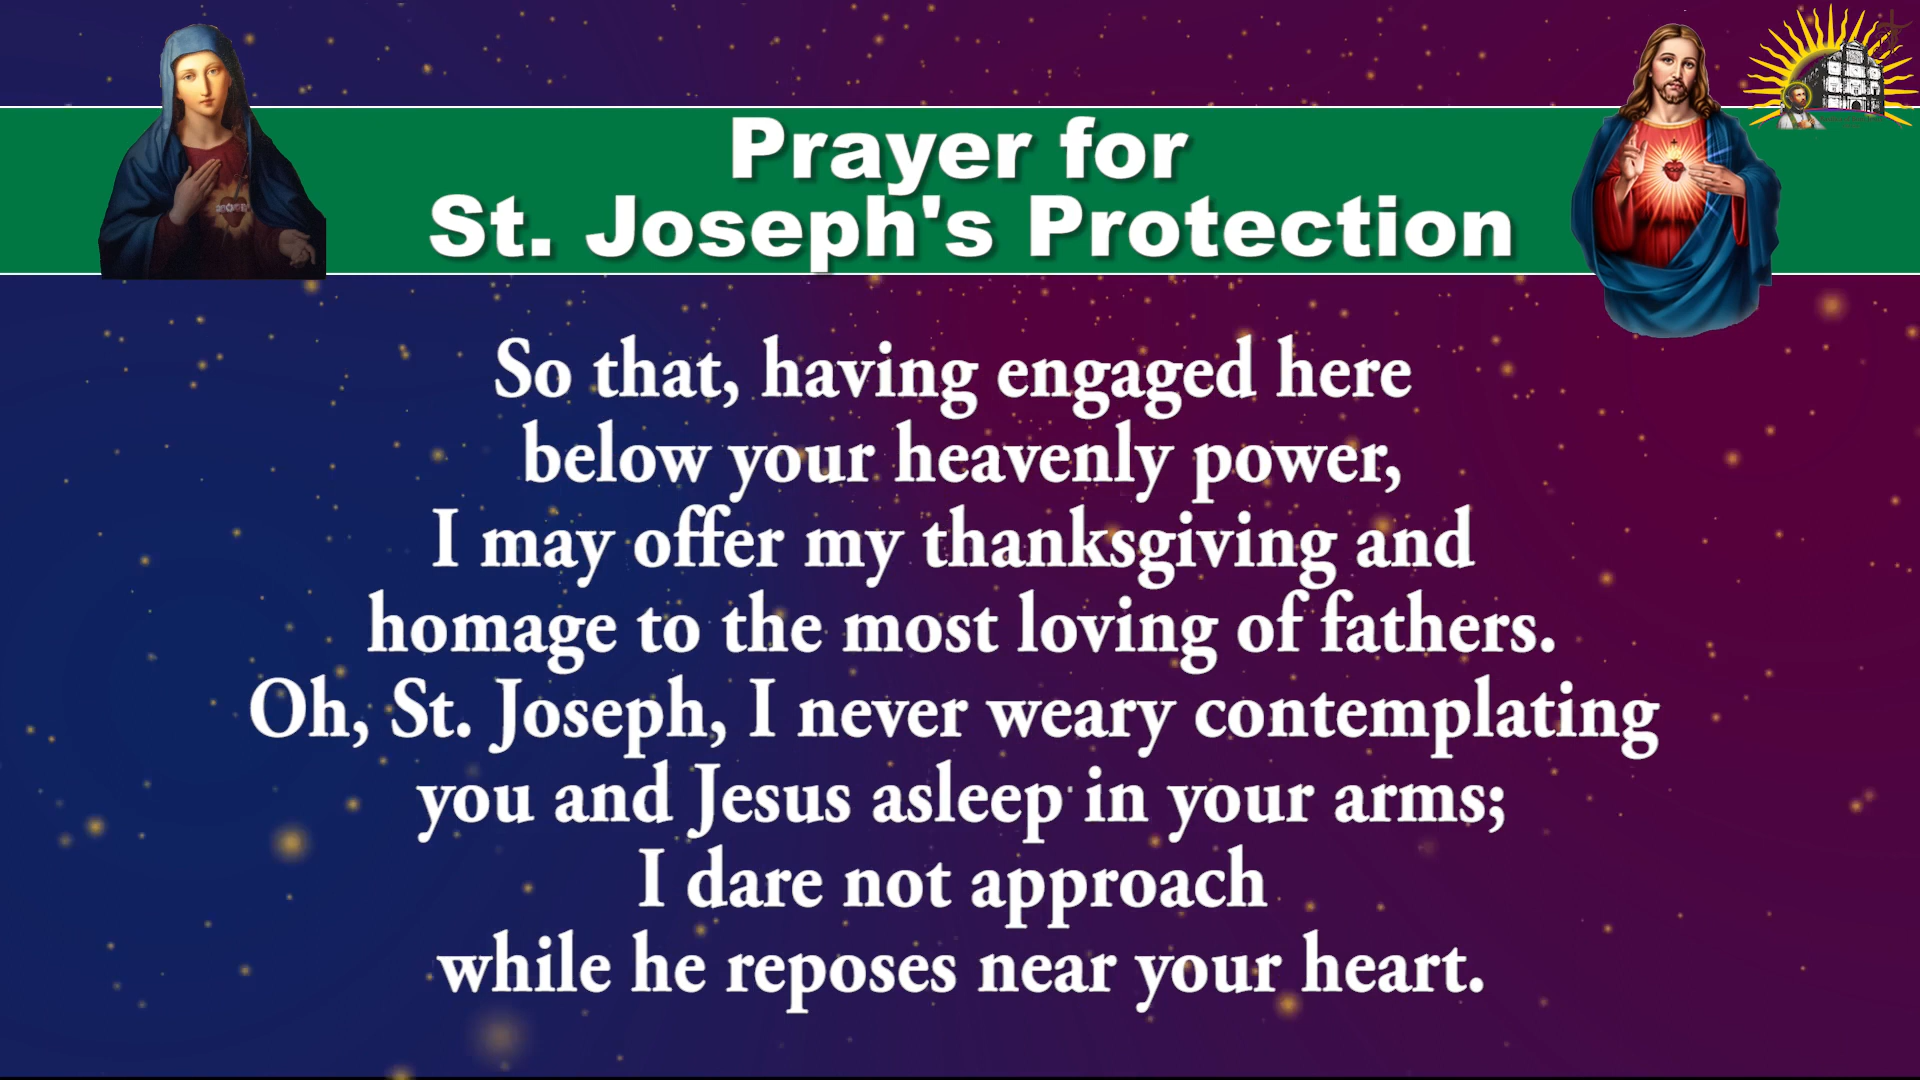 Prayer for
St. Joseph's Protection
So that, having engaged here
below your heavenly power,
I may offer my thanksgiving and
homage to the most loving of fathers.
Oh, St. Joseph, I never weary contemplating
you and Jesus asleep in your arms;
I dare not approach
while he reposes near your heart.